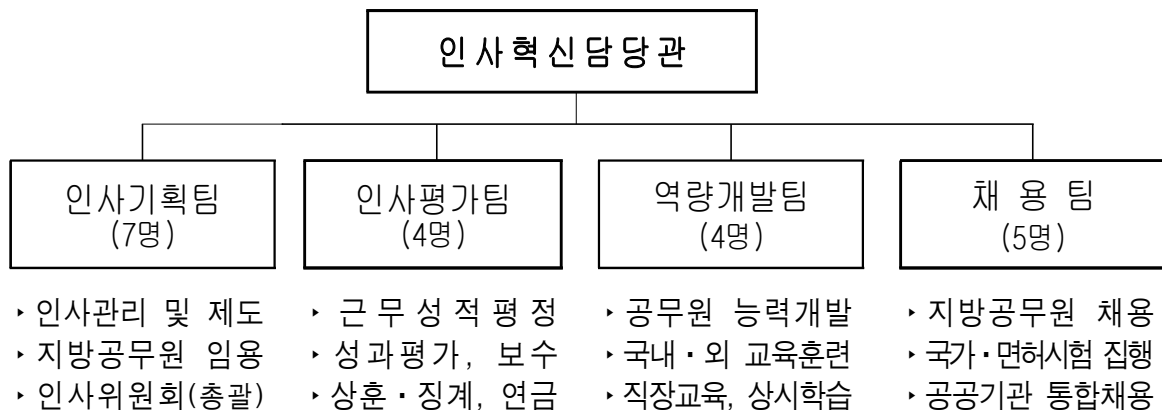 인사혁신담당관
인사기획팀
(7명)
인사평가팀
(4명)
역량개발팀
(4명)
채 용 팀
(5명)
‣ 인사관리 및 제도
‣ 지방공무원 임용
‣ 인사위원회(총괄)
‣ 근무성적평정
‣ 성과평가, 보수
‣ 상훈·징계, 연금
‣ 공무원 능력개발
‣ 국내·외 교육훈련
‣ 직장교육, 상시학습
‣ 지방공무원 채용
‣ 국가·면허시험 집행
‣ 공공기관 통합채용